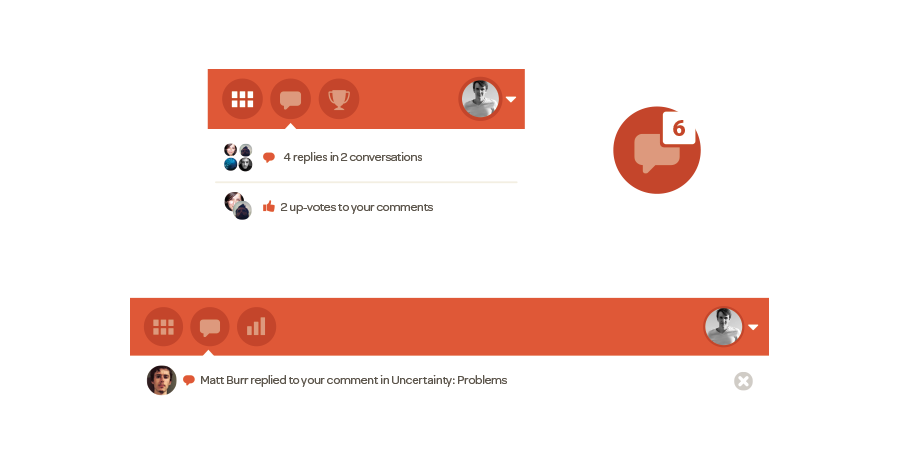 4 replies in 2 conversations
6
2 up-votes to your comments
Matt Burr replied to your comment in Uncertainty: Problems